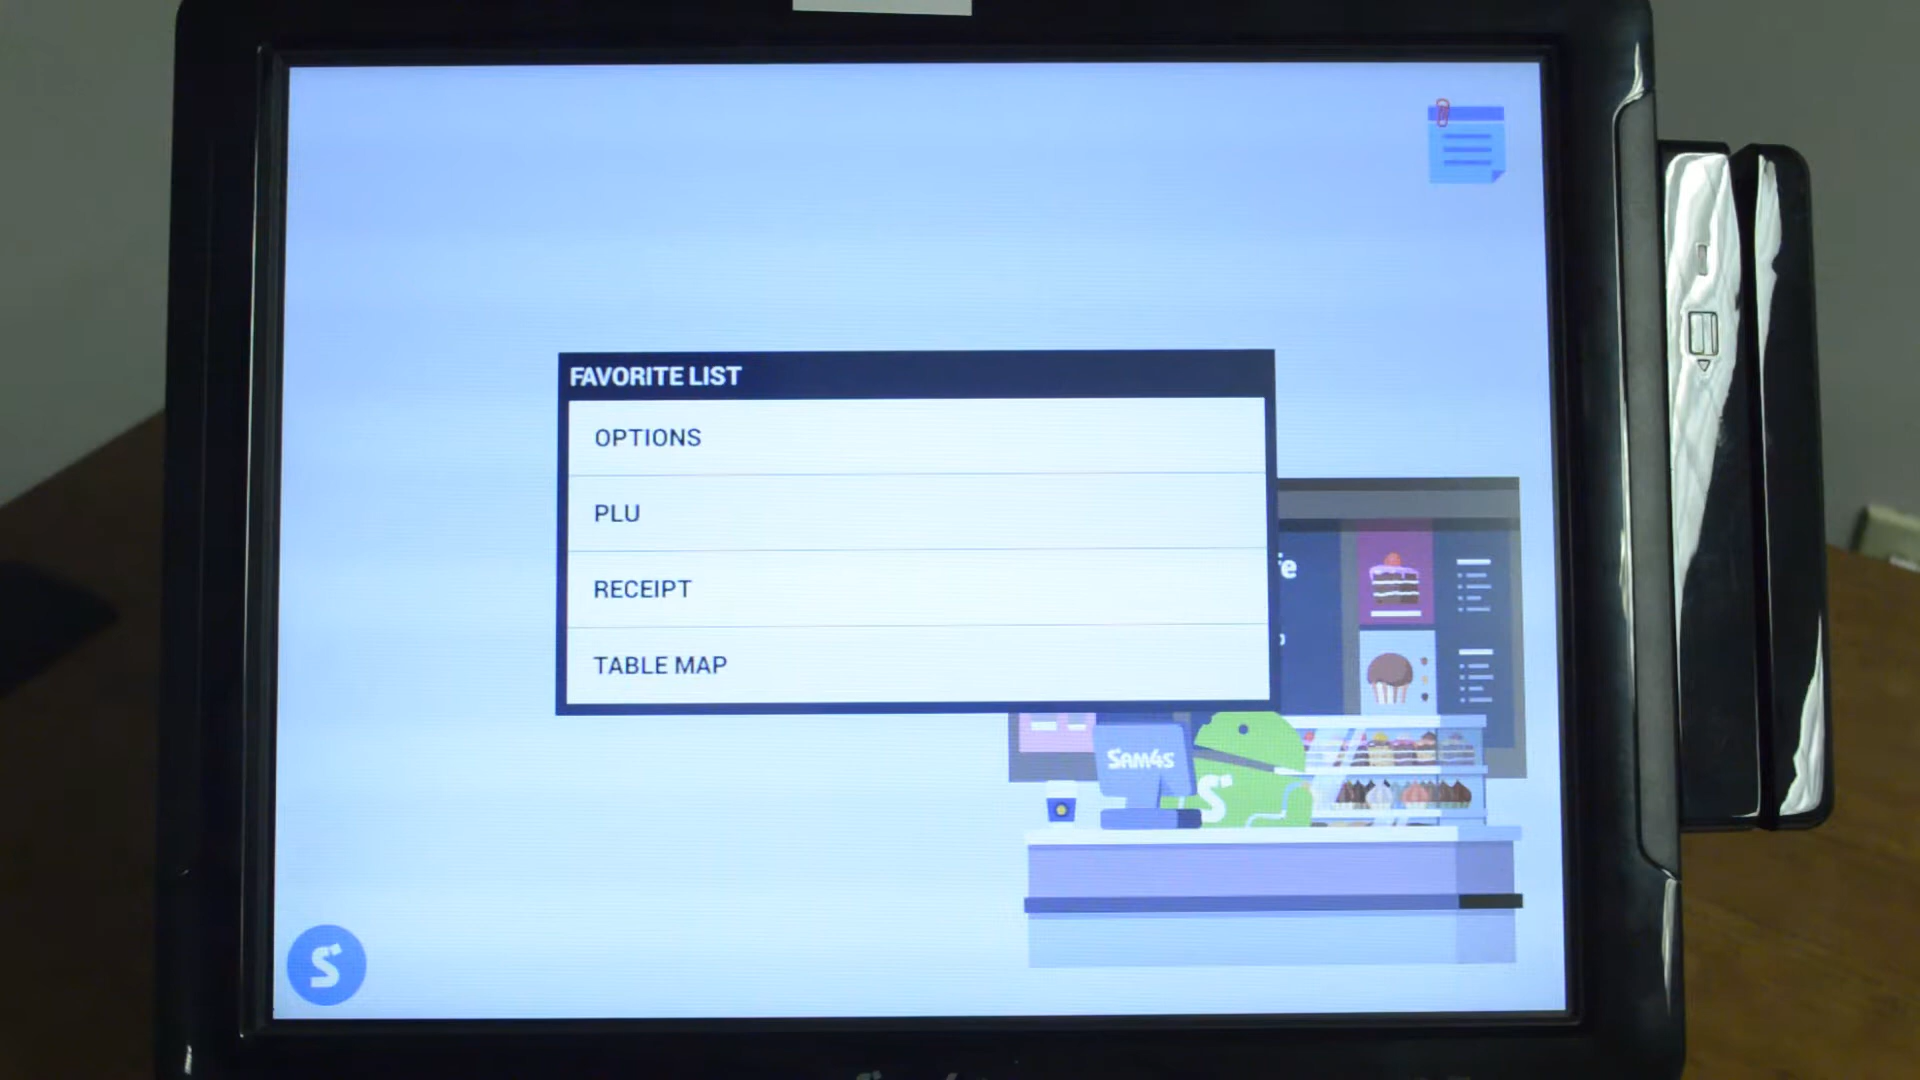 FAVORITE LIST
OPTIONS
PLU
RECEIPT
TABLE MAP
SAM4S
S
S